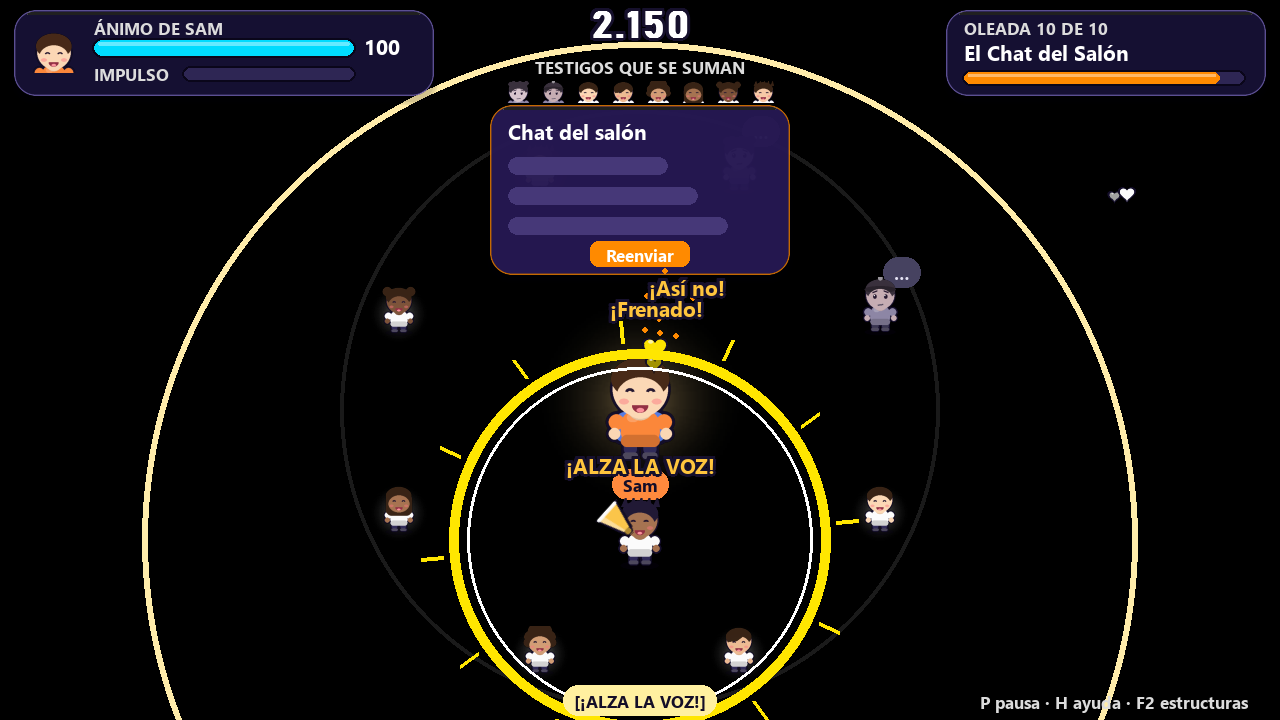 ÁNIMO DE SAM
100
IMPULSO
2.150
TESTIGOS QUE SE SUMAN
OLEADA 10 DE 10
El Chat del Salón
Chat del salón
Reenviar
...
¡Así no!
¡Frenado!
¡ALZA LA VOZ!
Sam
[¡ALZA LA VOZ!]
P pausa · H ayuda · F2 estructuras